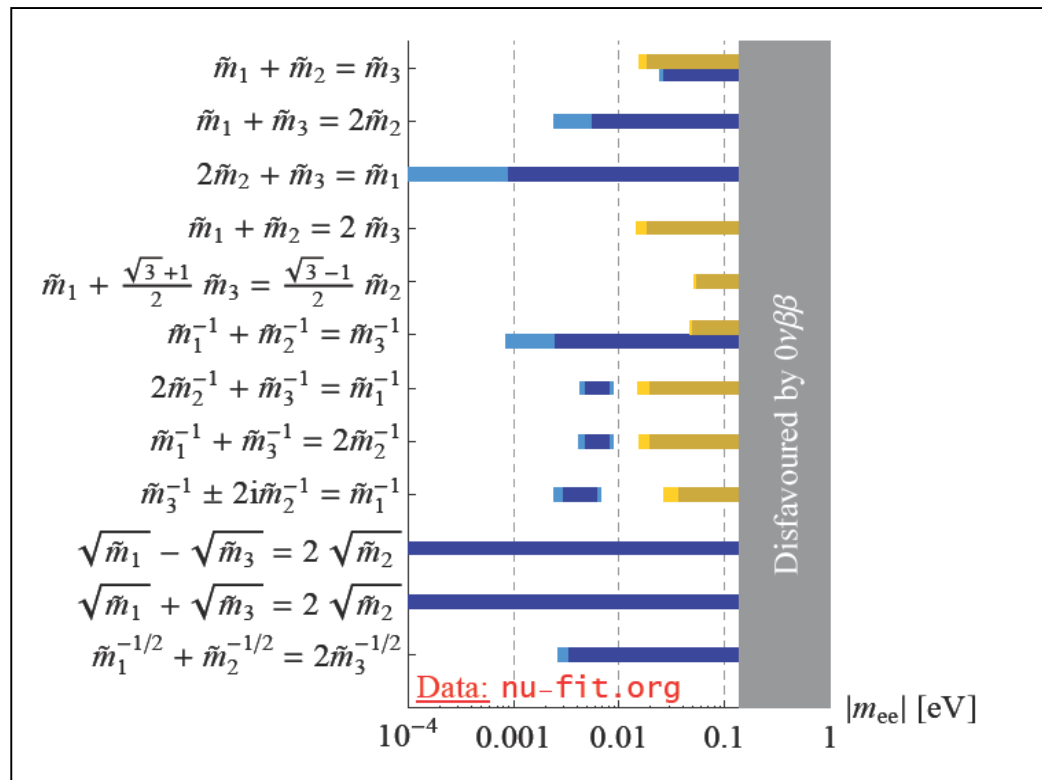 m̃₁ + m̃₂ = m̃₃
m̃₁ + m̃₃ = 2m̃₂
2m̃₂ + m̃₃ = m̃₁
m̃₁ + m̃₂ = 2 m̃₃
m̃₁ + (√3+1)/2 m̃₃ = (√3−1)/2 m̃₂
m̃₁⁻¹ + m̃₂⁻¹ = m̃₃⁻¹
2m̃₂⁻¹ + m̃₃⁻¹ = m̃₁⁻¹
m̃₁⁻¹ + m̃₃⁻¹ = 2m̃₂⁻¹
m̃₃⁻¹ ± 2im̃₂⁻¹ = m̃₁⁻¹
√m̃₁ − √m̃₃ = 2 √m̃₂
√m̃₁ + √m̃₃ = 2 √m̃₂
m̃₁^(−1/2) + m̃₂^(−1/2) = 2m̃₃^(−1/2)
Disfavoured by 0νββ
Data: nu-fit.org
|mₑₑ| [eV]
10⁻⁴ 0.001 0.01 0.1 1